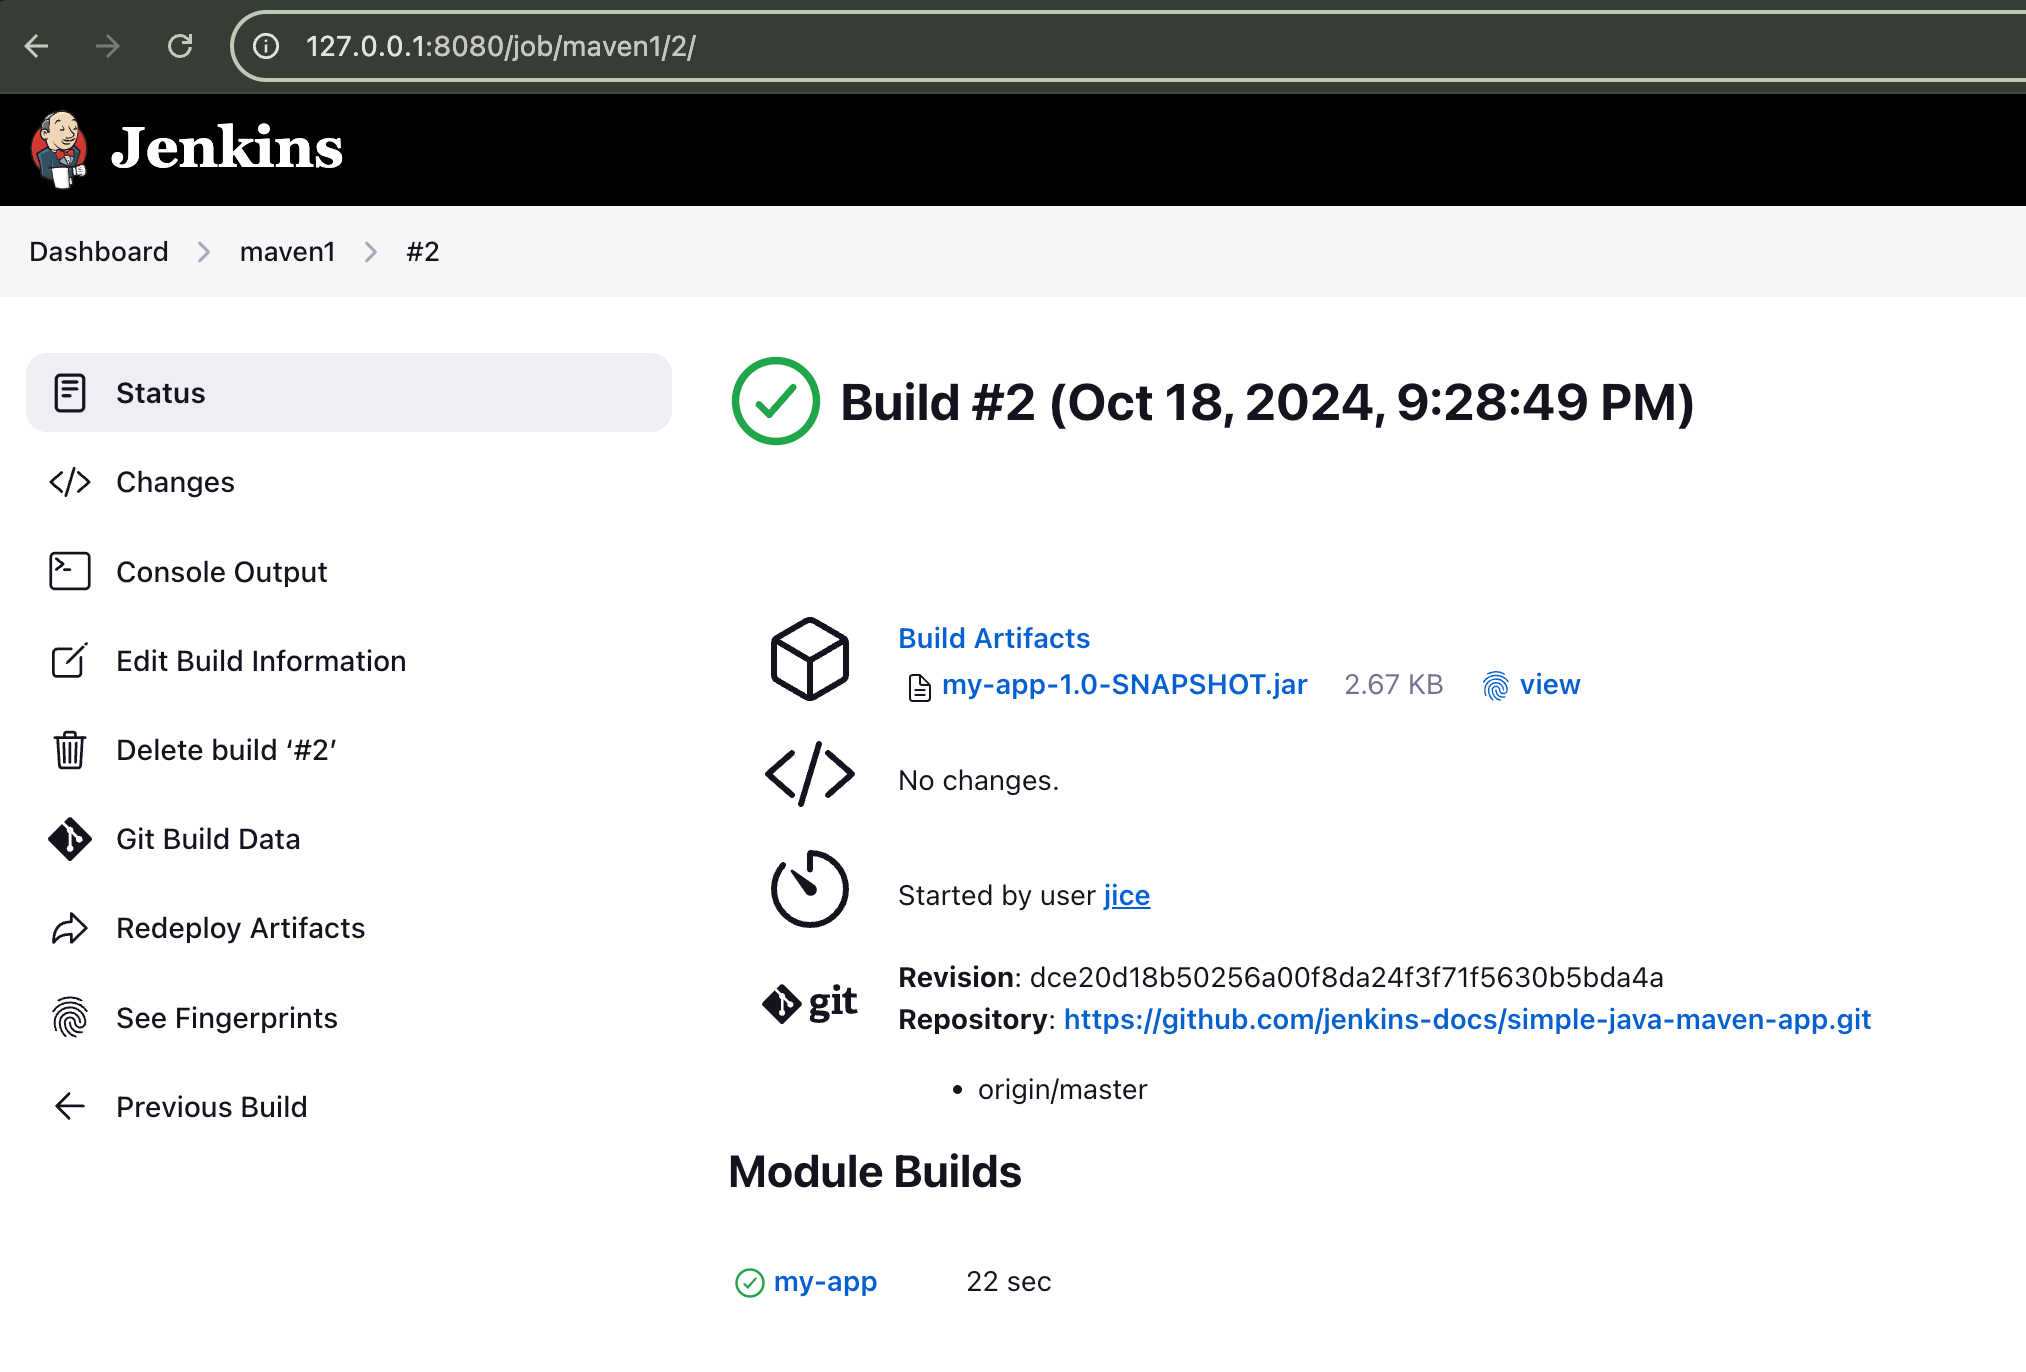 127.0.0.1:8080/job/maven1/2/
Jenkins
Dashboard > maven1 > #2
Status
Changes
Console Output
Edit Build Information
Delete build ‘#2’
Git Build Data
Redeploy Artifacts
See Fingerprints
Previous Build
Build #2 (Oct 18, 2024, 9:28:49 PM)
Build Artifacts
my-app-1.0-SNAPSHOT.jar 2.67 KB view
No changes.
Started by user jice
git
Revision: dce20d18b50256a00f8da24f3f71f5630b5bda4a
Repository: https://github.com/jenkins-docs/simple-java-maven-app.git
• origin/master
Module Builds
my-app 22 sec